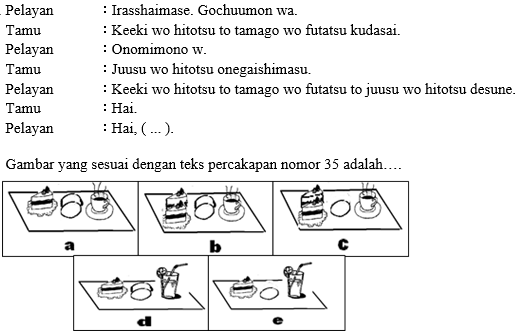 Pelayan : Irasshaimase. Gochuumon wa.
Tamu : Keeki wo hitotsu to tamago wo futatsu kudasai.
Pelayan : Onomimono w.
Tamu : Juusu wo hitotsu onegaishimasu.
Pelayan : Keeki wo hitotsu to tamago wo futatsu to juusu wo hitotsu desune.
Tamu : Hai.
Pelayan : Hai, ( ... ).
Gambar yang sesuai dengan teks percakapan nomor 35 adalah....
a b c
d e